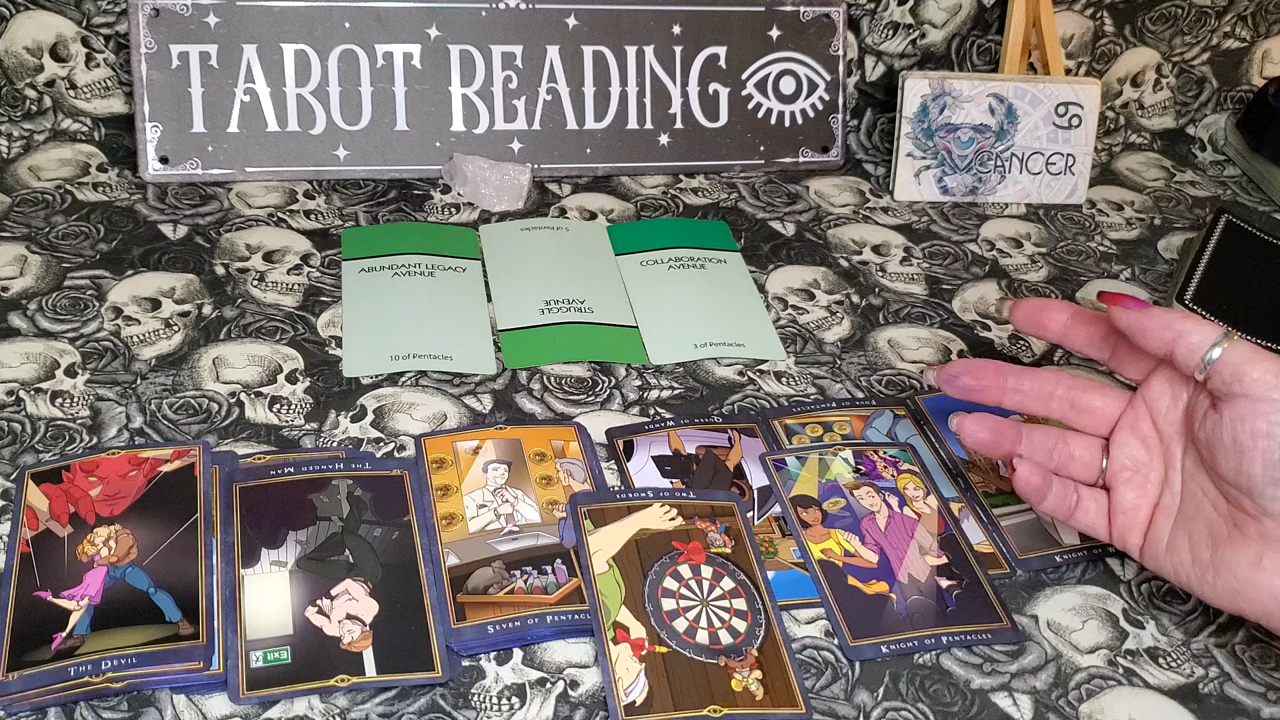 TAROT READING
CANCER
ABUNDANT LEGACY
AVENUE
10 of Pentacles
5 of Pentacles
STRUGGLE
AVENUE
COLLABORATION
AVENUE
3 of Pentacles
THE DEVIL
THE HANGED MAN
Exit
SEVEN OF
QUEEN OF WANDS
TWO OF SWORDS
FOUR OF PENTACLES
KNIGHT OF PENTACLES
KNIGHT OF